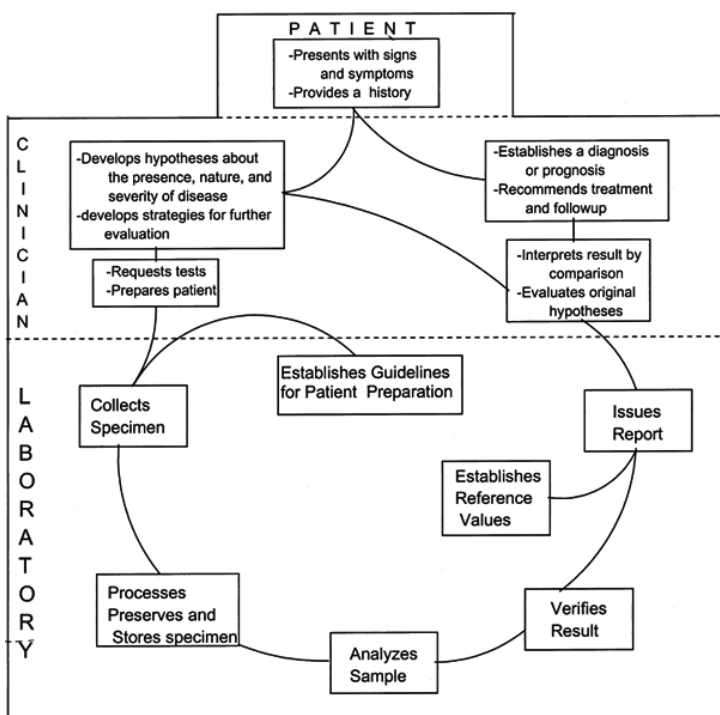 PATIENT
-Presents with signs
and symptoms
-Provides a history
CLINICIAN
-Develops hypotheses about
the presence, nature, and
severity of disease
-develops strategies for further
evaluation
-Establishes a diagnosis
or prognosis
-Recommends treatment
and followup
-Requests tests
-Prepares patient
-Interprets result by
comparison
-Evaluates original
hypotheses
LABORATORY
Establishes Guidelines
for Patient Preparation
Collects
Specimen
Issues
Report
Establishes
Reference
Values
Processes
Preserves and
Stores specimen
Verifies
Result
Analyzes
Sample